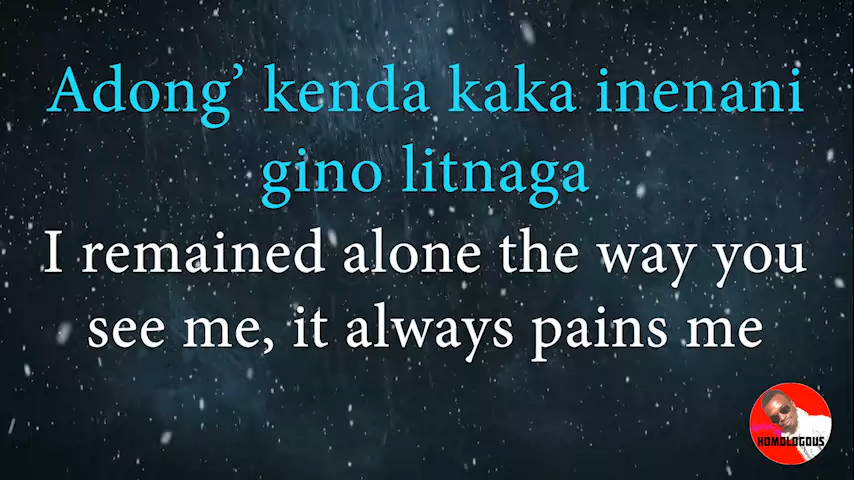 Adong’ kenda kaka inenani
gino litnaga
I remained alone the way you
see me, it always pains me
HOMOLOGOUS